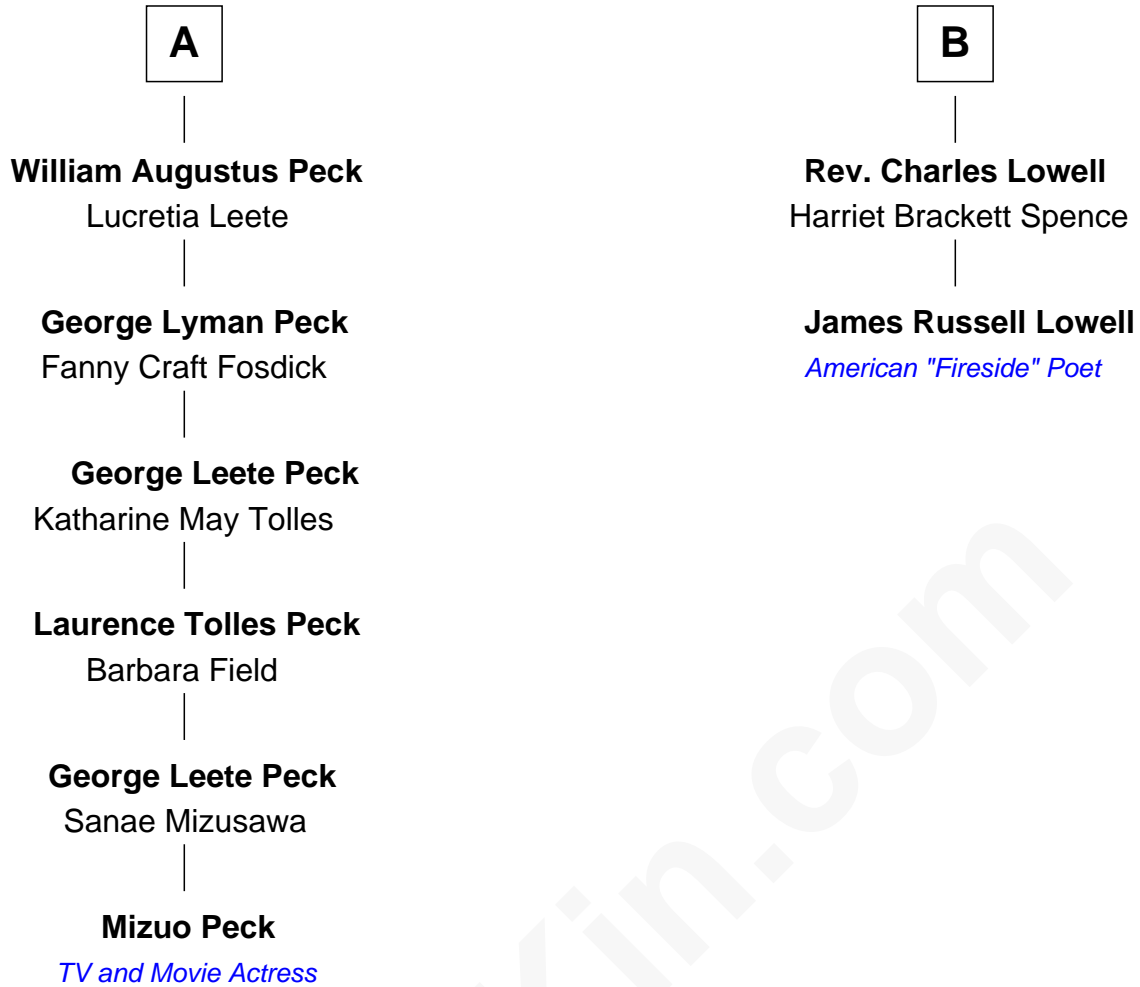 A
William Augustus Peck
Lucretia Leete
George Lyman Peck
Fanny Craft Fosdick
George Leete Peck
Katharine May Tolles
Laurence Tolles Peck
Barbara Field
George Leete Peck
Sanae Mizusawa
Mizuo Peck
TV and Movie Actress
B
Rev. Charles Lowell
Harriet Brackett Spence
James Russell Lowell
American "Fireside" Poet
Kin.com